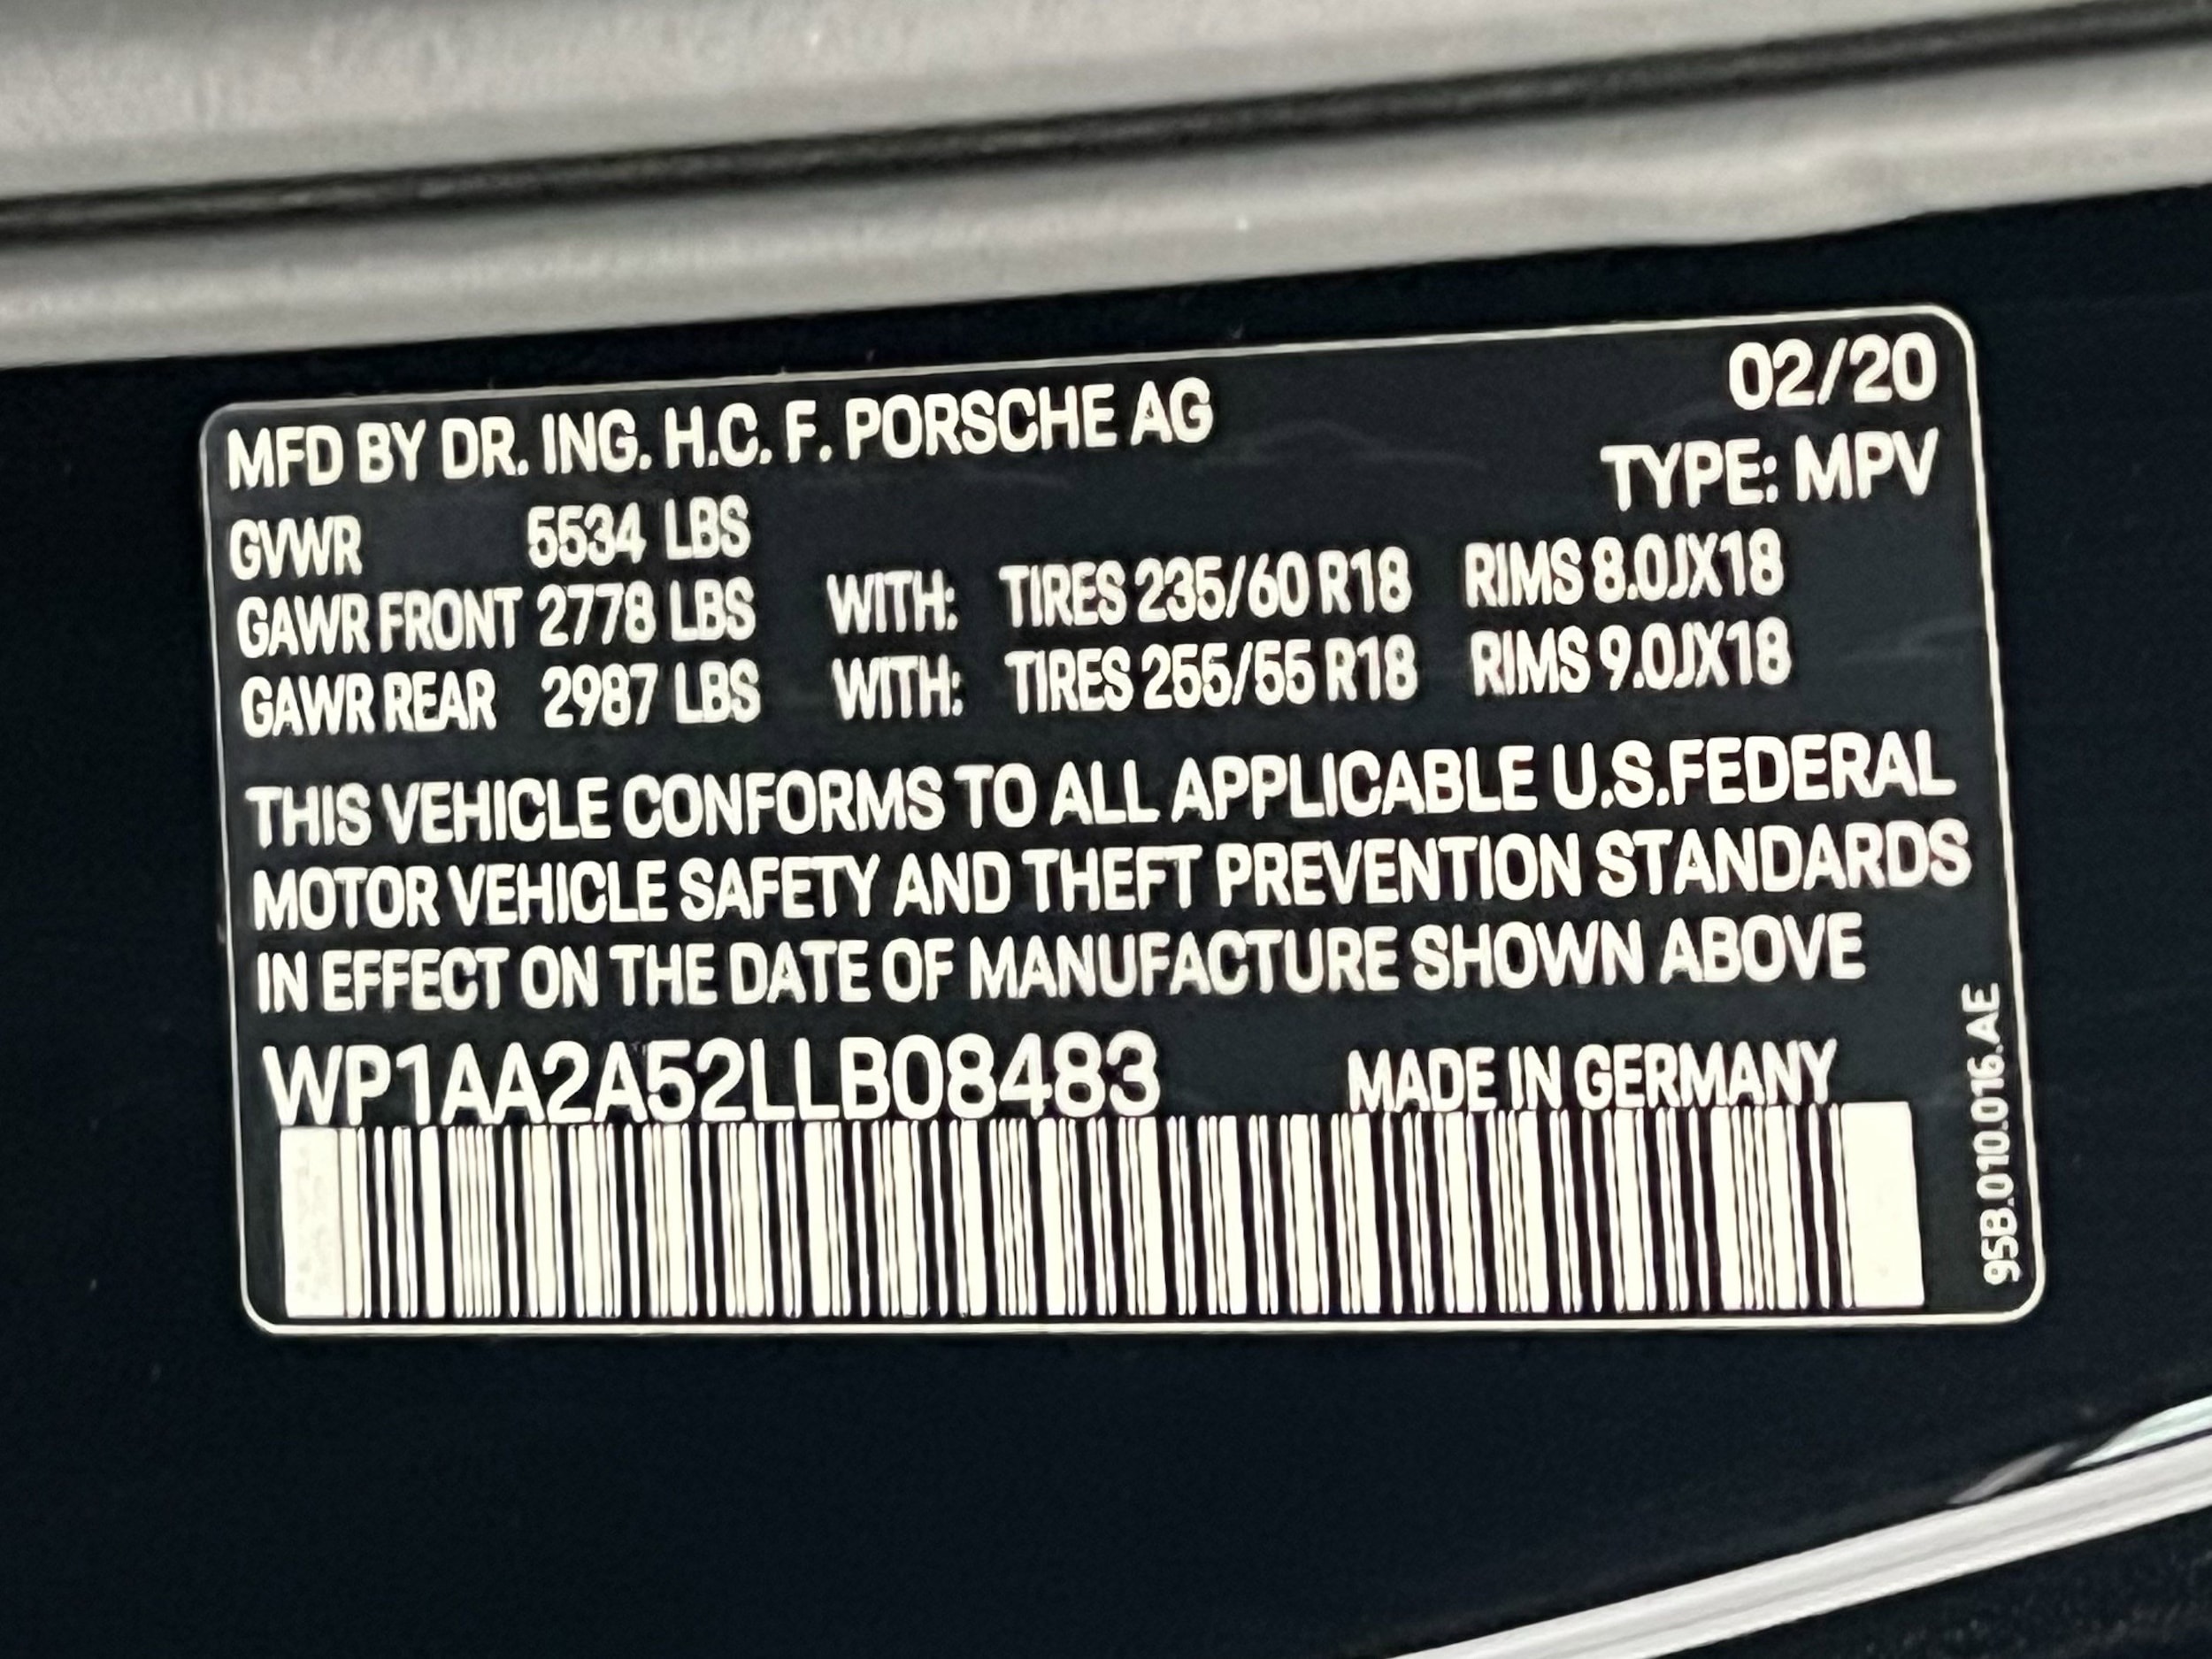 MFD BY DR. ING. H.C. F. PORSCHE AG 02/20
TYPE: MPV
GVWR 5534 LBS
GAWR FRONT 2778 LBS WITH: TIRES 235/60 R18 RIMS 8.0JX18
GAWR REAR 2987 LBS WITH: TIRES 255/55 R18 RIMS 9.0JX18
THIS VEHICLE CONFORMS TO ALL APPLICABLE U.S.FEDERAL
MOTOR VEHICLE SAFETY AND THEFT PREVENTION STANDARDS
IN EFFECT ON THE DATE OF MANUFACTURE SHOWN ABOVE
WP1AA2A52LLB08483 MADE IN GERMANY
95B.010.016.AE